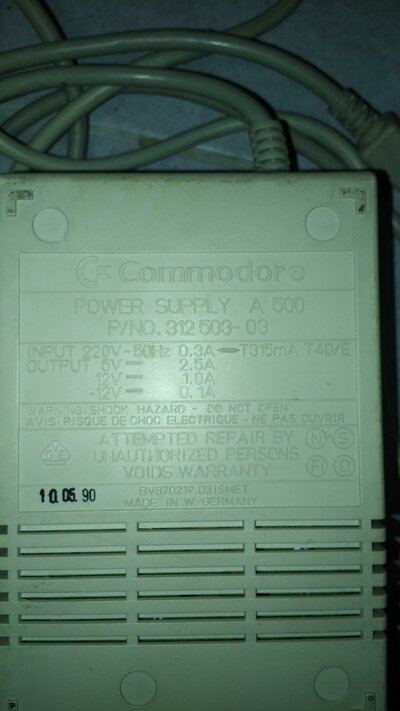 Commodore
POWER SUPPLY A 500
P/NO. 312 503-03
INPUT 220V~50Hz 0.3A T315mA T40/E
OUTPUT 5V 2.5A
12V 1.0A
-12V 0.1A
WARNING: SHOCK HAZARD - DO NOT OPEN
AVIS: RISQUE DE CHOC ELECTRIQUE - NE PAS OUVRIR
ATTEMPTED REPAIR BY
UNAUTHORIZED PERSONS
VOIDS WARRANTY
N S
FI D
10.05.90
MADE IN W.-GERMANY